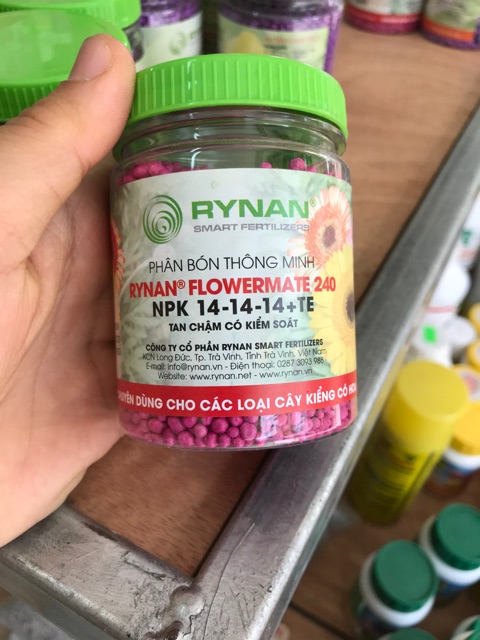 RYNAN®
SMART FERTILIZERS
PHÂN BÓN THÔNG MINH
RYNAN® FLOWERMATE 240
NPK 14-14-14+TE
TAN CHẬM CÓ KIỂM SOÁT
CÔNG TY CỔ PHẦN RYNAN SMART FERTILIZERS
KCN Long Đức, Tp. Trà Vinh, Tỉnh Trà Vinh, Việt Nam
E-mail: info@rynan.vn - Điện thoại: 0287 3093 986
Website: www.rynan.net - www.rynan.vn
CHUYÊN DÙNG CHO CÁC LOẠI CÂY KIỂNG CÓ HOA